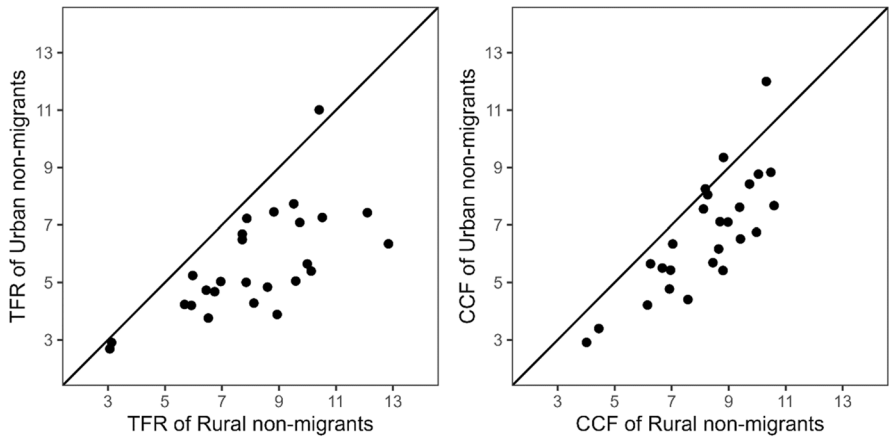 TFR of Urban non-migrants
13
11
9
7
5
3
3 5 7 9 11 13
TFR of Rural non-migrants
CCF of Urban non-migrants
13
11
9
7
5
3
3 5 7 9 11 13
CCF of Rural non-migrants